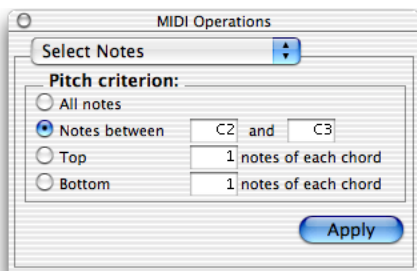 MIDI Operations
Select Notes
Pitch criterion:
All notes
Notes between C2 and C3
Top 1 notes of each chord
Bottom 1 notes of each chord
Apply